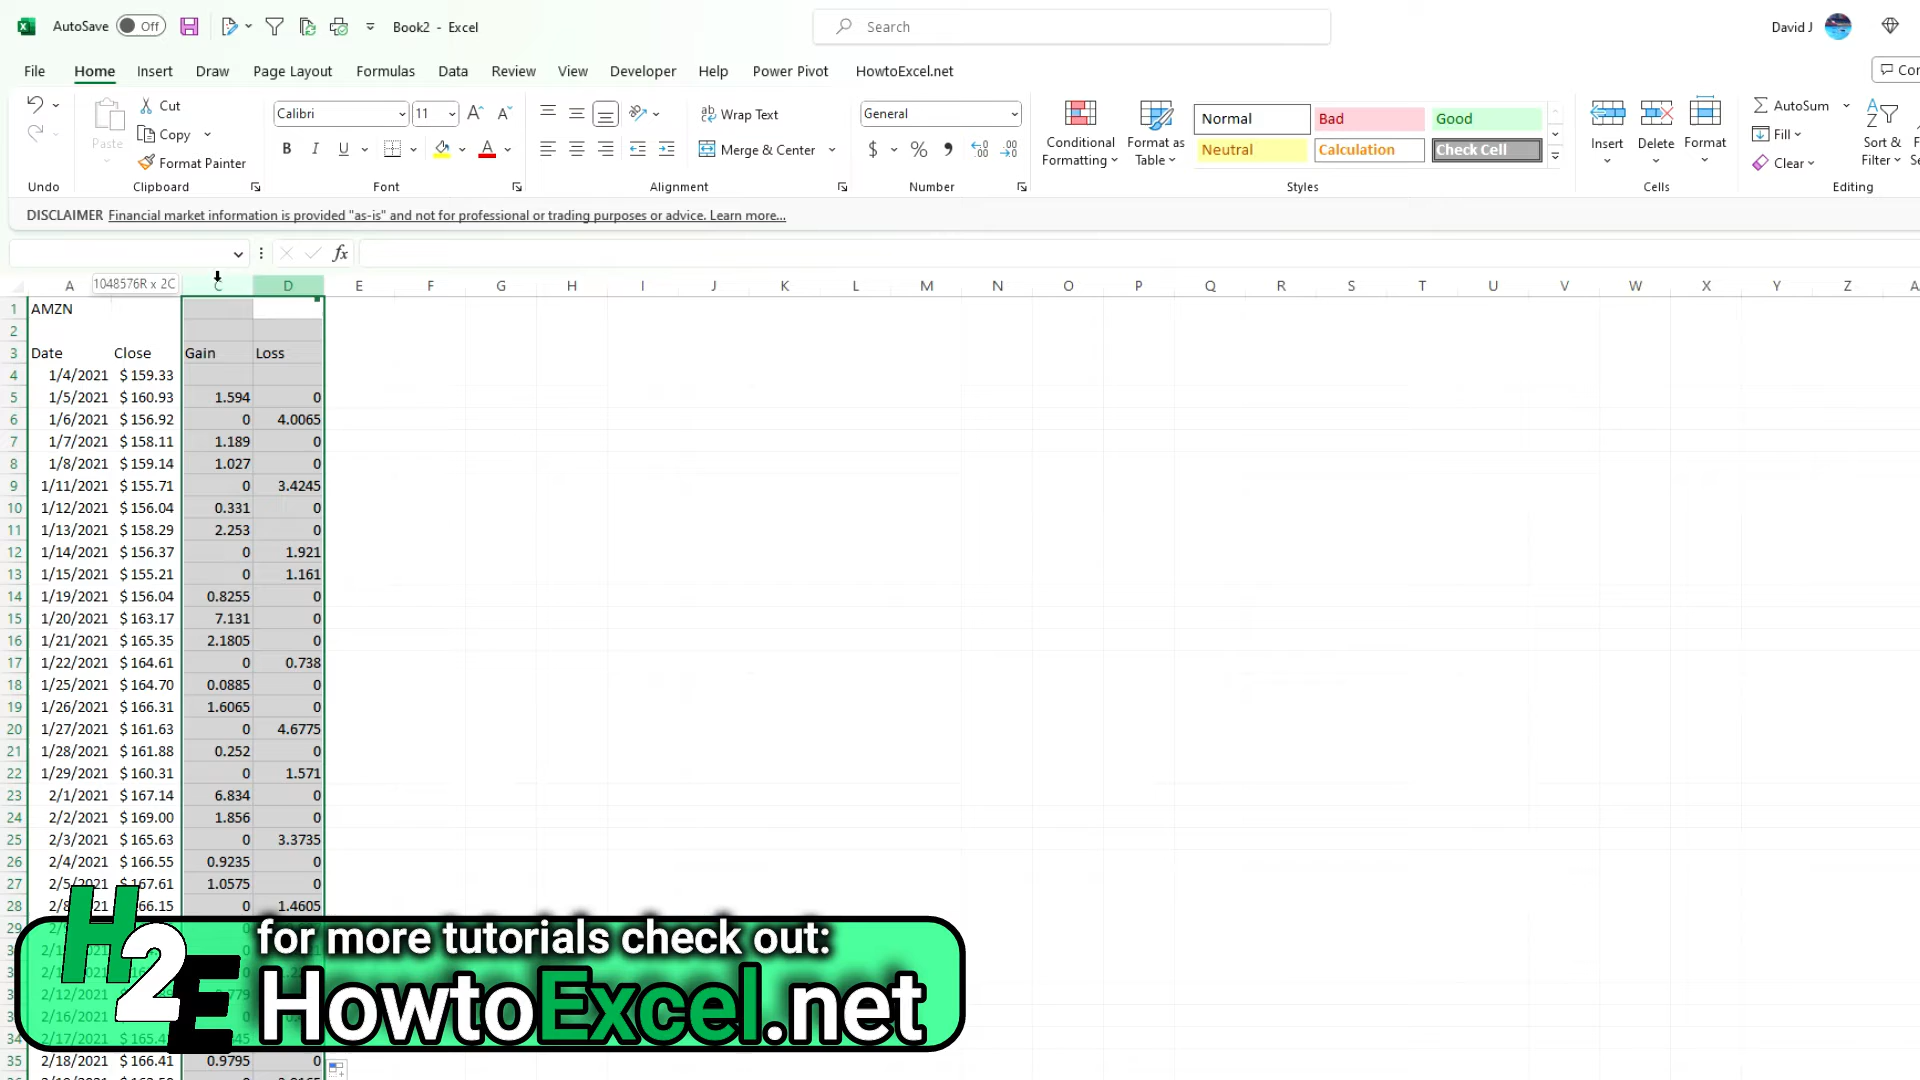 AutoSave Off Book2 - Excel Search David J
File Home Insert Draw Page Layout Formulas Data Review View Developer Help Power Pivot HowtoExcel.net
Paste Cut Copy Format Painter
Calibri 11 Wrap Text Merge & Center General
Conditional Formatting Format as Table
Normal Bad Good
Neutral Calculation Check Cell
Insert Delete Format AutoSum Fill Clear Sort & Filter
Undo Clipboard Font Alignment Number Styles Cells Editing
DISCLAIMER Financial market information is provided "as-is" and not for professional or trading purposes or advice. Learn more...
fx
1048576R x 2C
A C D E F G H I J K L M N O P Q R S T U V W X Y Z
1 AMZN
2
3 Date Close Gain Loss
4 1/4/2021 $ 159.33
5 1/5/2021 $ 160.93 1.594 0
6 1/6/2021 $ 156.92 0 4.0065
7 1/7/2021 $ 158.11 1.189 0
8 1/8/2021 $ 159.14 1.027 0
9 1/11/2021 $ 155.71 0 3.4245
10 1/12/2021 $ 156.04 0.331 0
11 1/13/2021 $ 158.29 2.253 0
12 1/14/2021 $ 156.37 0 1.921
13 1/15/2021 $ 155.21 0 1.161
14 1/19/2021 $ 156.04 0.8255 0
15 1/20/2021 $ 163.17 7.131 0
16 1/21/2021 $ 165.35 2.1805 0
17 1/22/2021 $ 164.61 0 0.738
18 1/25/2021 $ 164.70 0.0885 0
19 1/26/2021 $ 166.31 1.6065 0
20 1/27/2021 $ 161.63 0 4.6775
21 1/28/2021 $ 161.88 0.252 0
22 1/29/2021 $ 160.31 0 1.571
23 2/1/2021 $ 167.14 6.834 0
24 2/2/2021 $ 169.00 1.856 0
25 2/3/2021 $ 165.63 0 3.3735
26 2/4/2021 $ 166.55 0.9235 0
27 2/5/2021 $ 167.61 1.0575 0
28 0 1.4605
35 2/18/2021 $ 166.41 0.9795 0
H2E
for more tutorials check out:
HowtoExcel.net